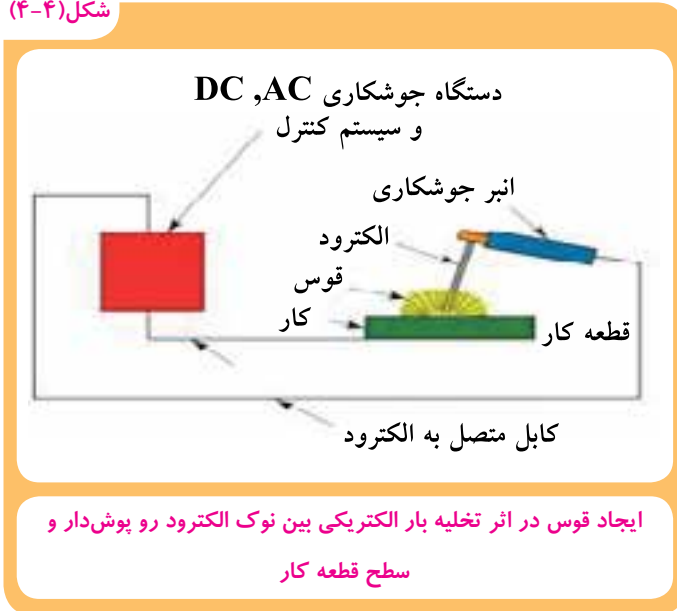 شکل(۴-۴)
دستگاه جوشکاری DC ,AC
و سیستم کنترل
انبر جوشکاری
الکترود
قوس
کار
قطعه کار
کابل متصل به الکترود
ایجاد قوس در اثر تخلیه بار الکتریکی بین نوک الکترود رو پوش‌دار و
سطح قطعه کار